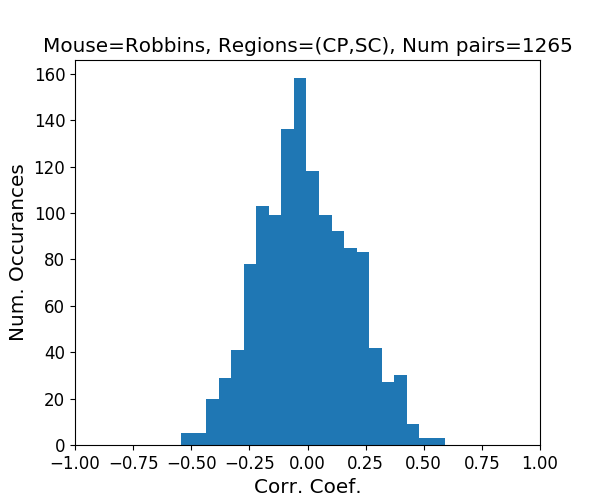 Mouse=Robbins, Regions=(CP,SC), Num pairs=1265
160
140
120
100
80
60
40
20
0
Num. Occurances
−1.00 −0.75 −0.50 −0.25 0.00 0.25 0.50 0.75 1.00
Corr. Coef.